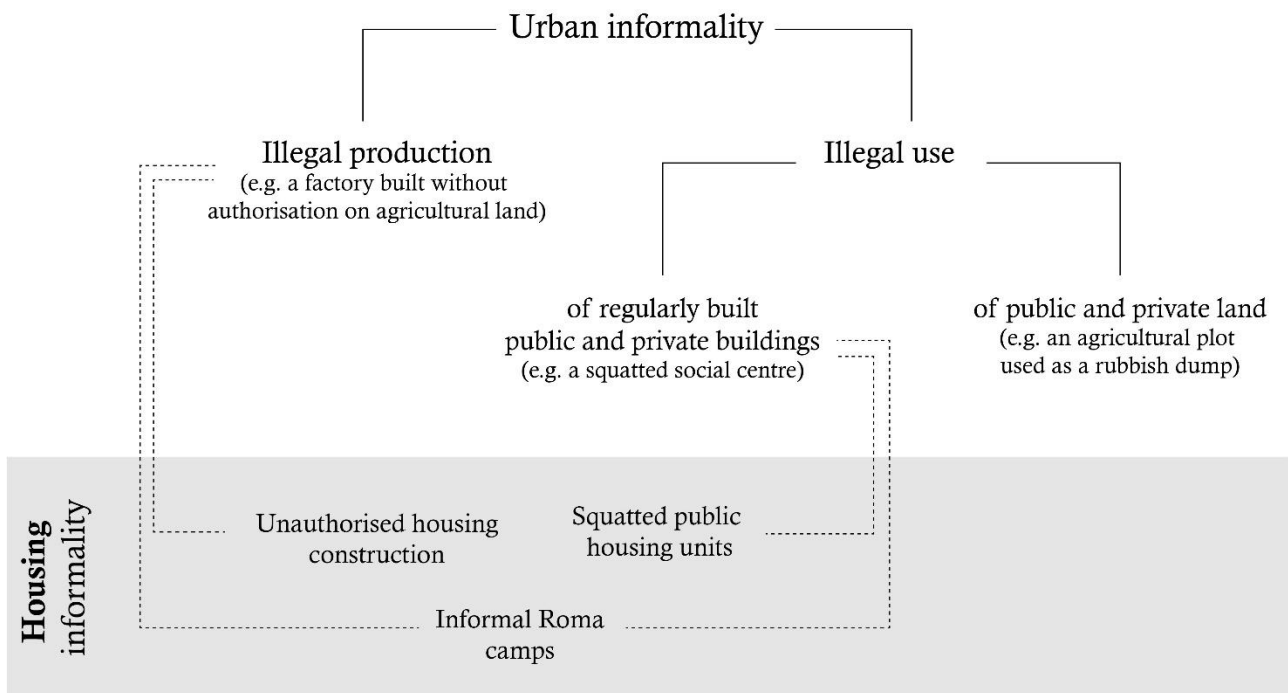 Urban informality
Illegal production
(e.g. a factory built without
authorisation on agricultural land)
Illegal use
of regularly built
public and private buildings
(e.g. a squatted social centre)
of public and private land
(e.g. an agricultural plot
used as a rubbish dump)
Housing
informality
Unauthorised housing
construction
Squatted public
housing units
Informal Roma
camps